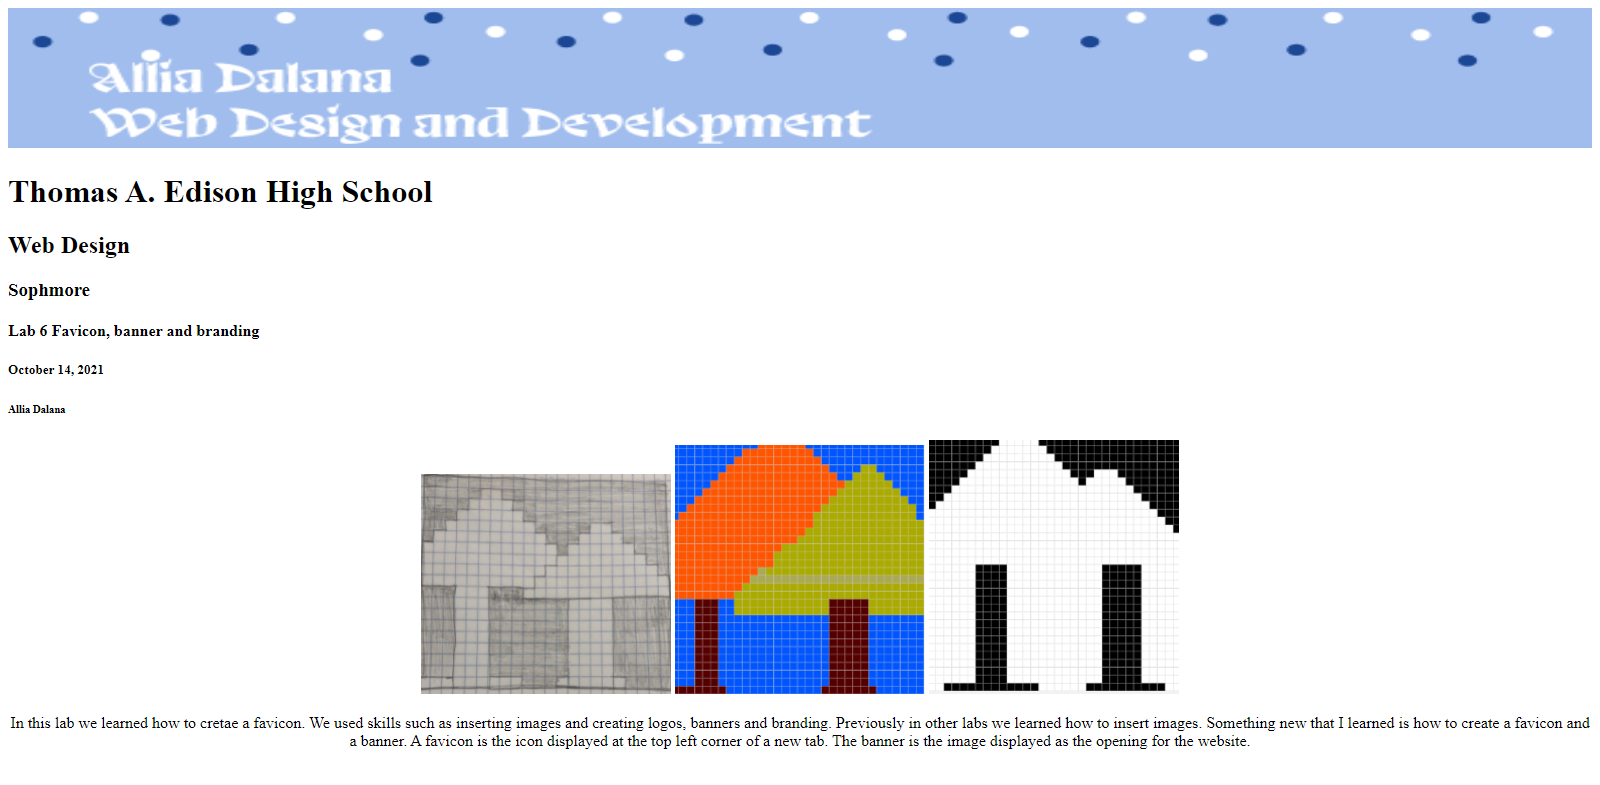 Allia Dalana
Web Design and Development
Thomas A. Edison High School
Web Design
Sophmore
Lab 6 Favicon, banner and branding
October 14, 2021
Allia Dalana
In this lab we learned how to cretae a favicon. We used skills such as inserting images and creating logos, banners and branding. Previously in other labs we learned how to insert images. Something new that I learned is how to create a favicon and
a banner. A favicon is the icon displayed at the top left corner of a new tab. The banner is the image displayed as the opening for the website.